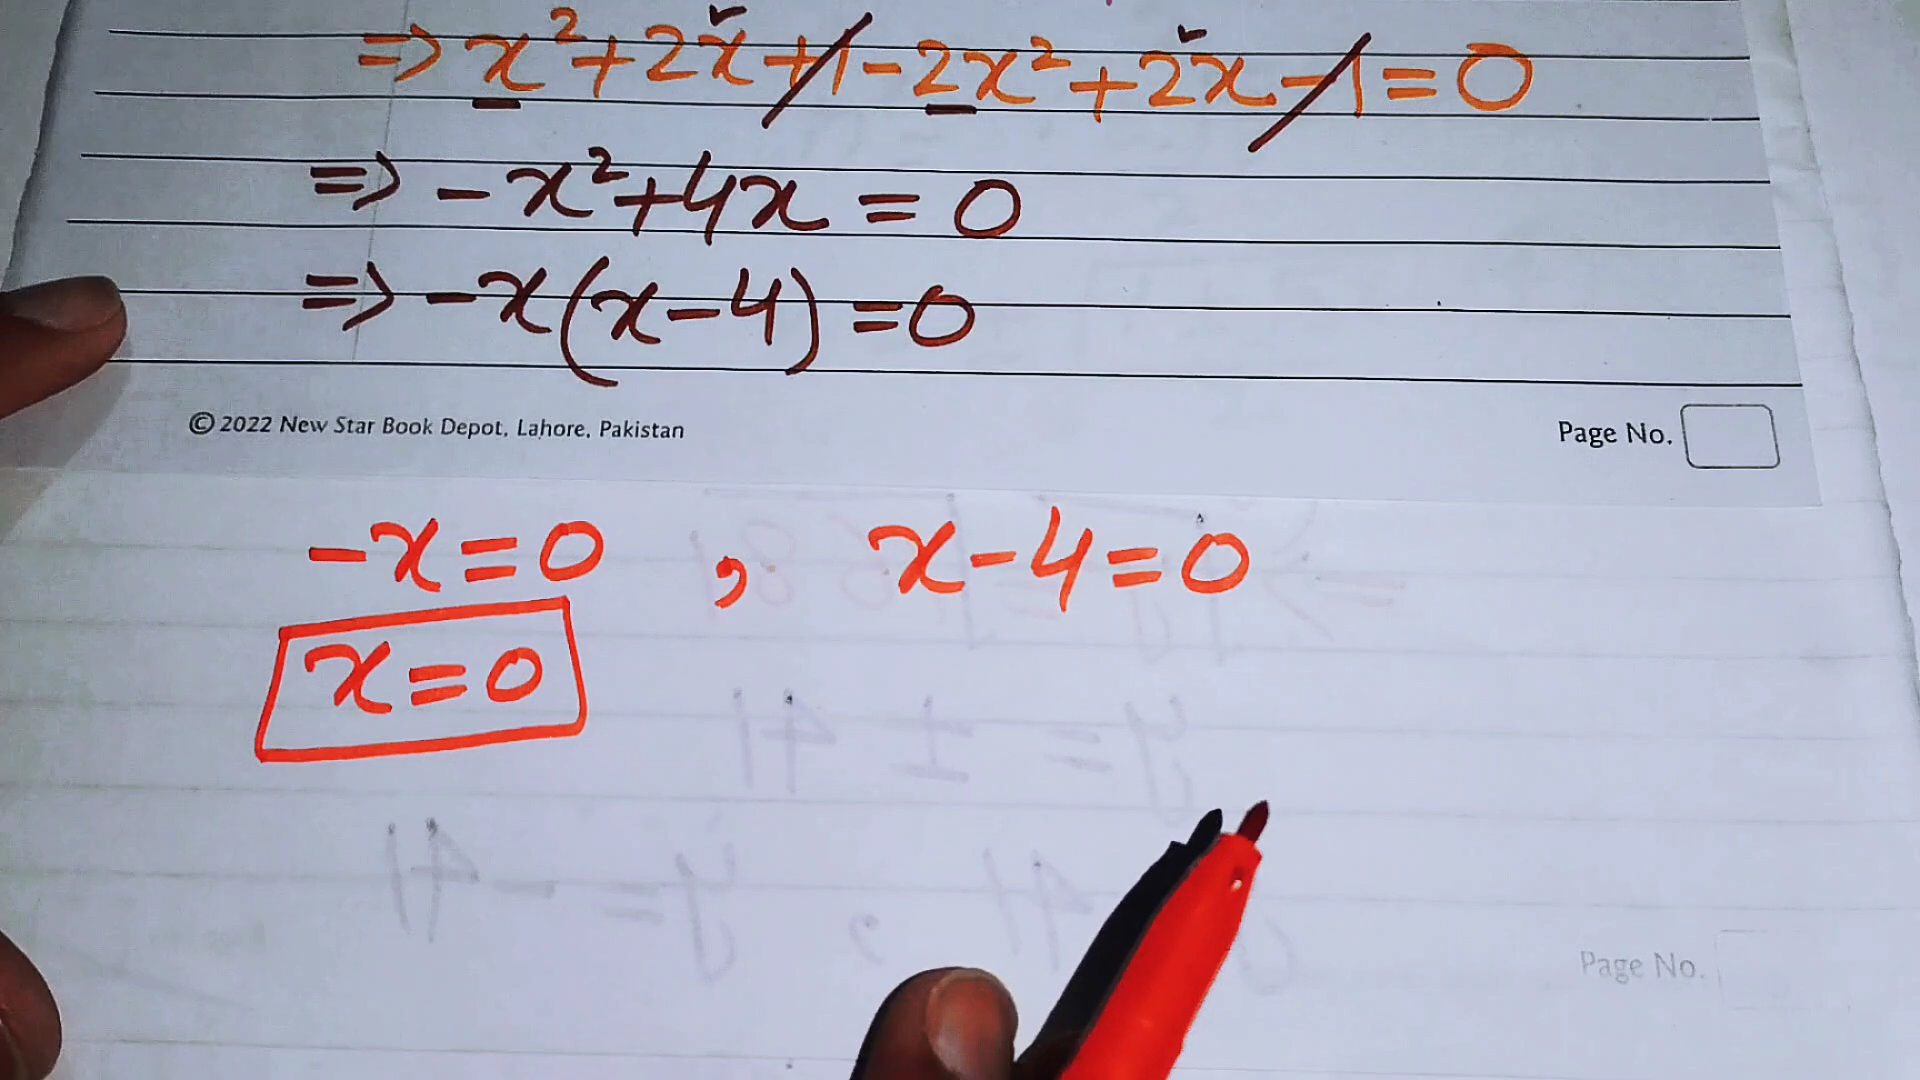 ⇒ x²+2x+1-2x²+2x-1=0
⇒ -x²+4x = 0
⇒ -x(x-4)=0
© 2022 New Star Book Depot, Lahore, Pakistan
Page No.
-x=0 , x-4=0
x=0
Page No.